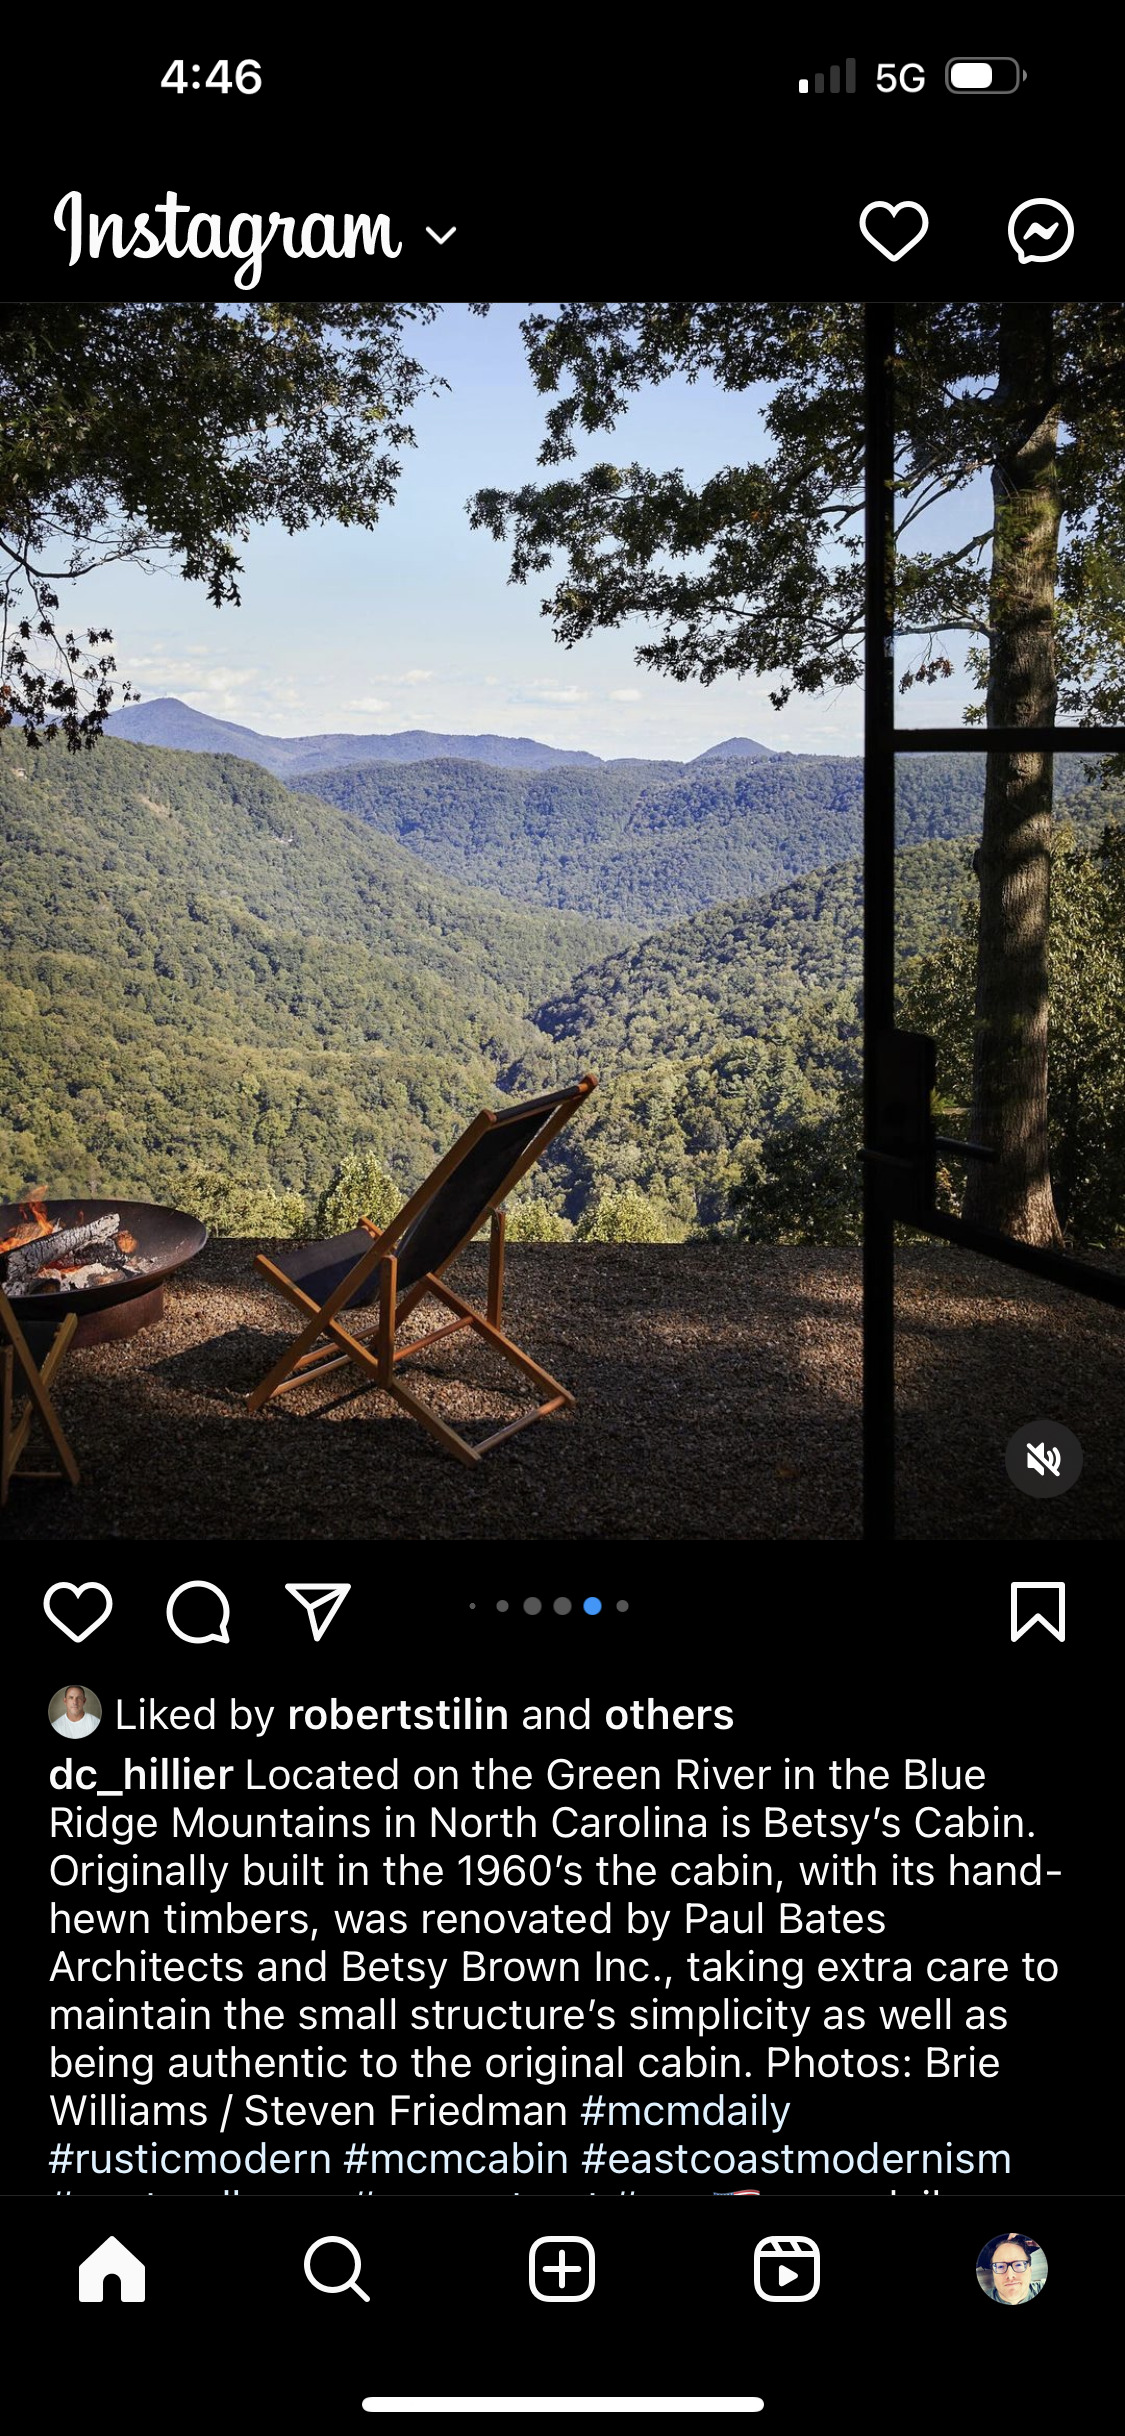 4:46
5G
Instagram
Liked by robertstilin and others
dc_hillier Located on the Green River in the Blue
Ridge Mountains in North Carolina is Betsy’s Cabin.
Originally built in the 1960’s the cabin, with its hand-
hewn timbers, was renovated by Paul Bates
Architects and Betsy Brown Inc., taking extra care to
maintain the small structure’s simplicity as well as
being authentic to the original cabin. Photos: Brie
Williams / Steven Friedman #mcmdaily
#rusticmodern #mcmcabin #eastcoastmodernism